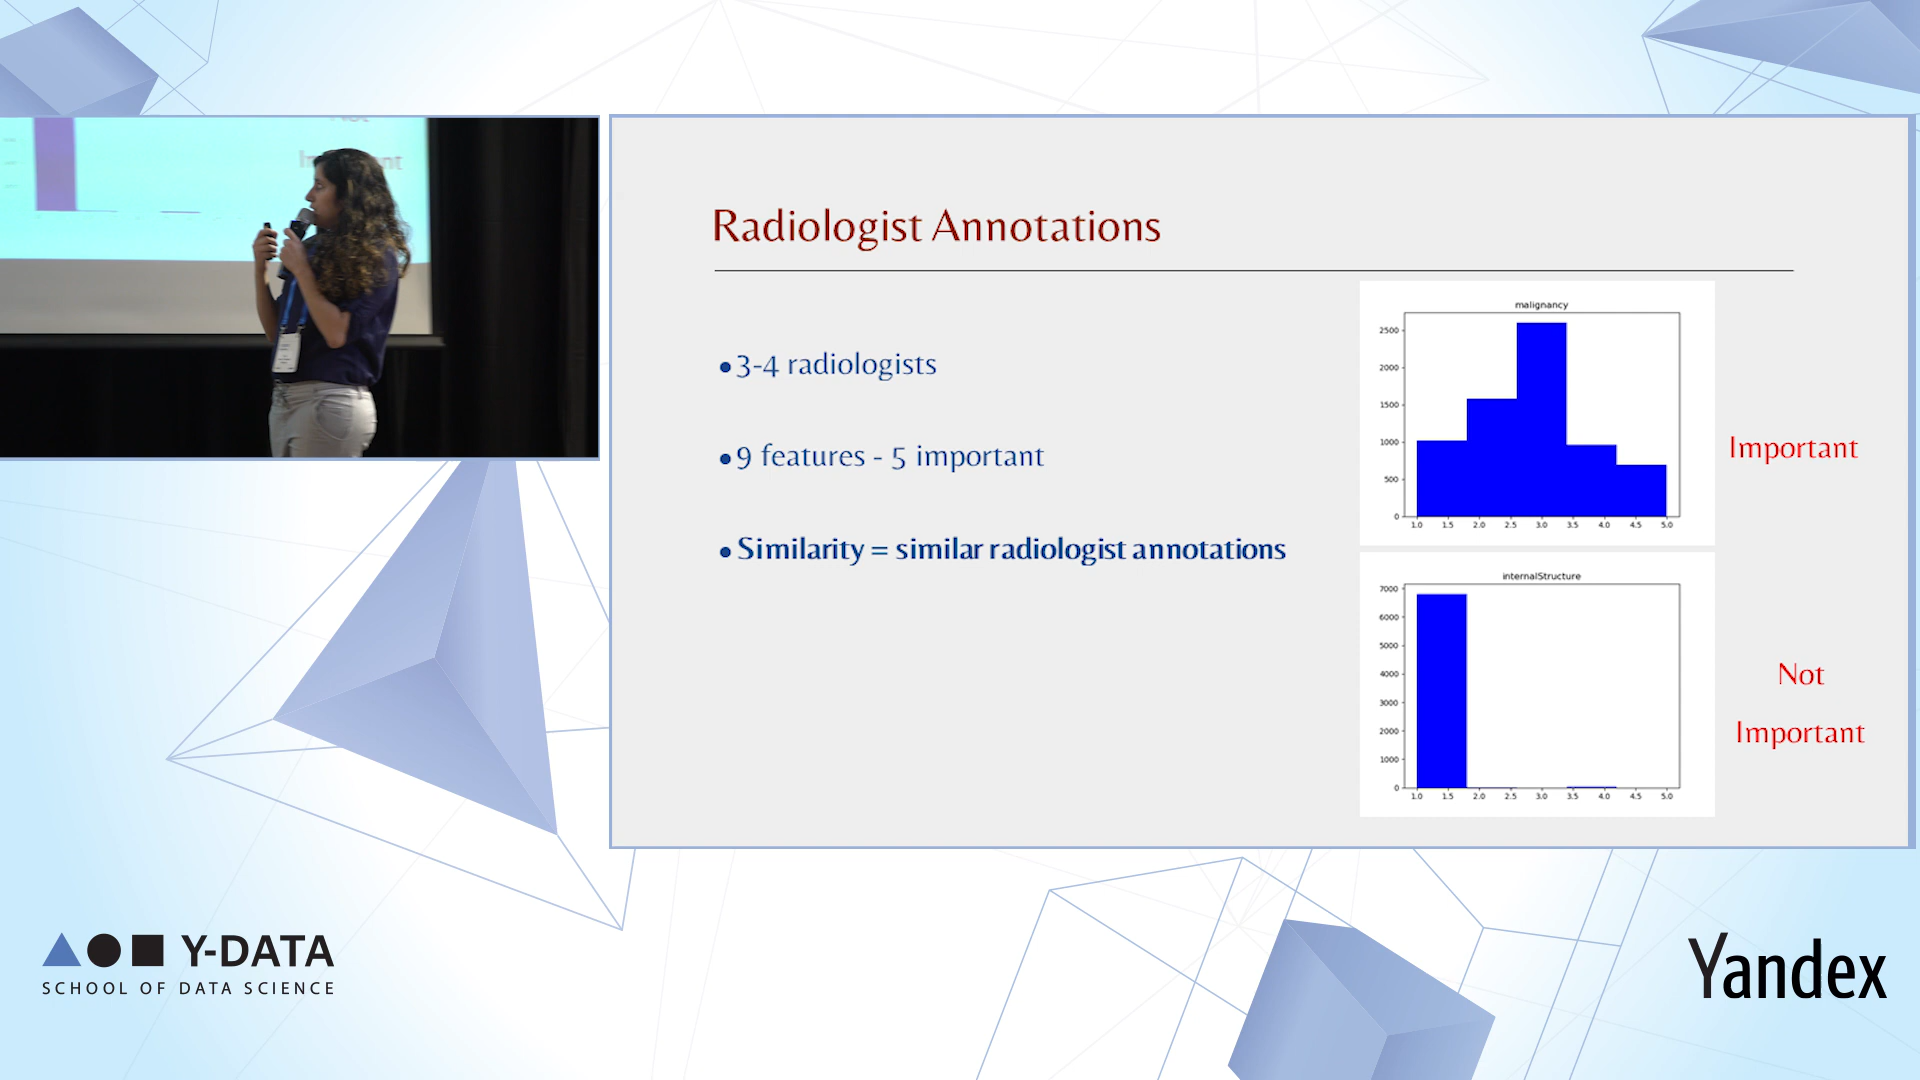 Radiologist Annotations
•3-4 radiologists
•9 features - 5 important
•Similarity = similar radiologist annotations
malignancy
2500
2000
1500
1000
500
0
1.0 1.5 2.0 2.5 3.0 3.5 4.0 4.5 5.0
Important
internalStructure
7000
6000
5000
4000
3000
2000
1000
0
1.0 1.5 2.0 2.5 3.0 3.5 4.0 4.5 5.0
Not
Important
Y-DATA
SCHOOL OF DATA SCIENCE
Yandex